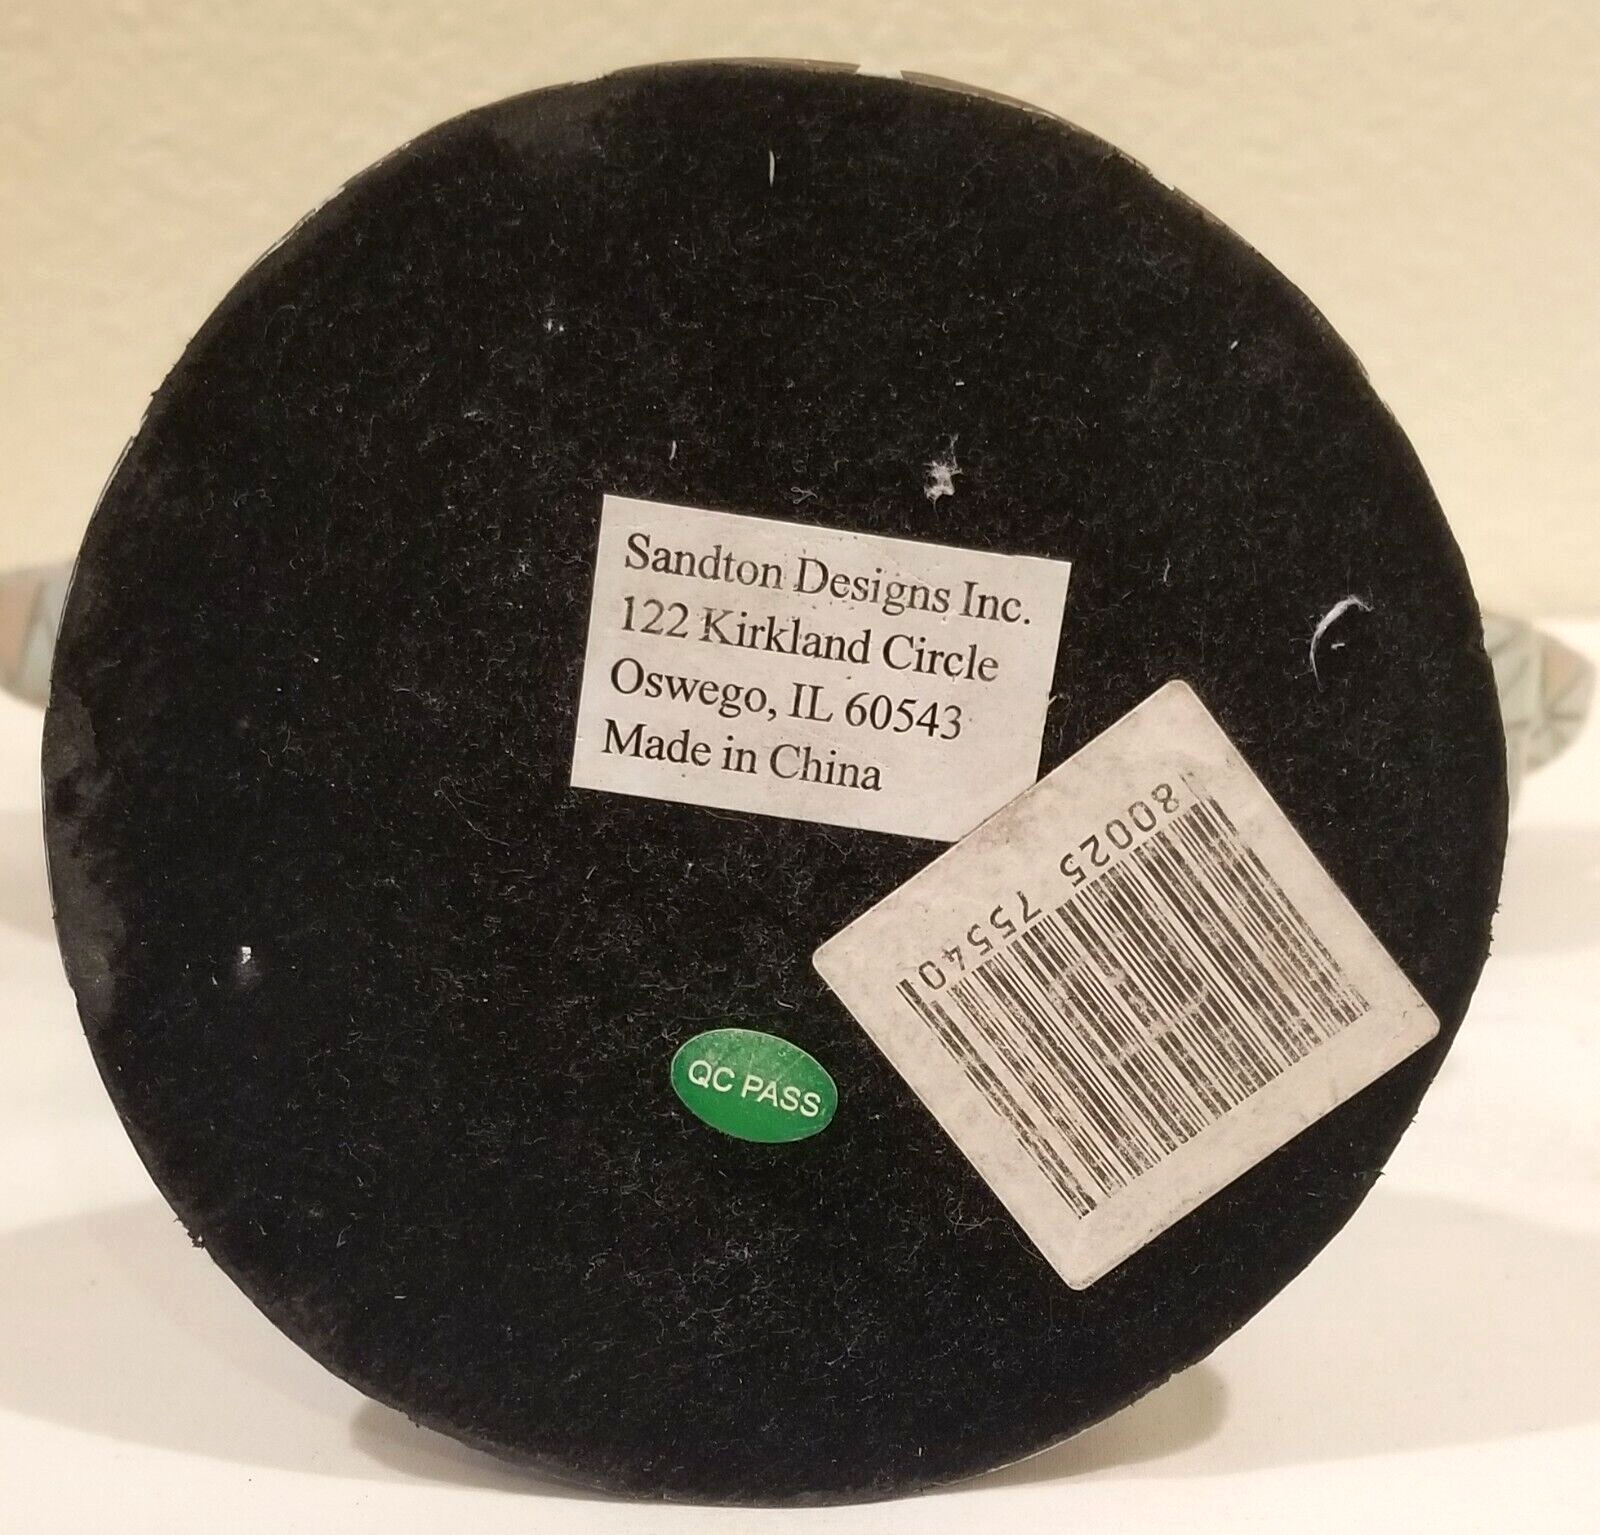 Sandton Designs Inc.
122 Kirkland Circle
Oswego, IL 60543
Made in China
80025 75540
QC PASS